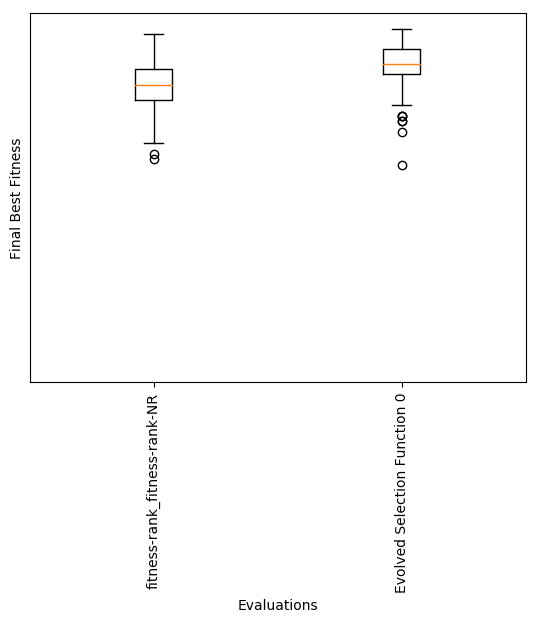 Final Best Fitness
fitness-rank_fitness-rank-NR
Evolved Selection Function 0
Evaluations